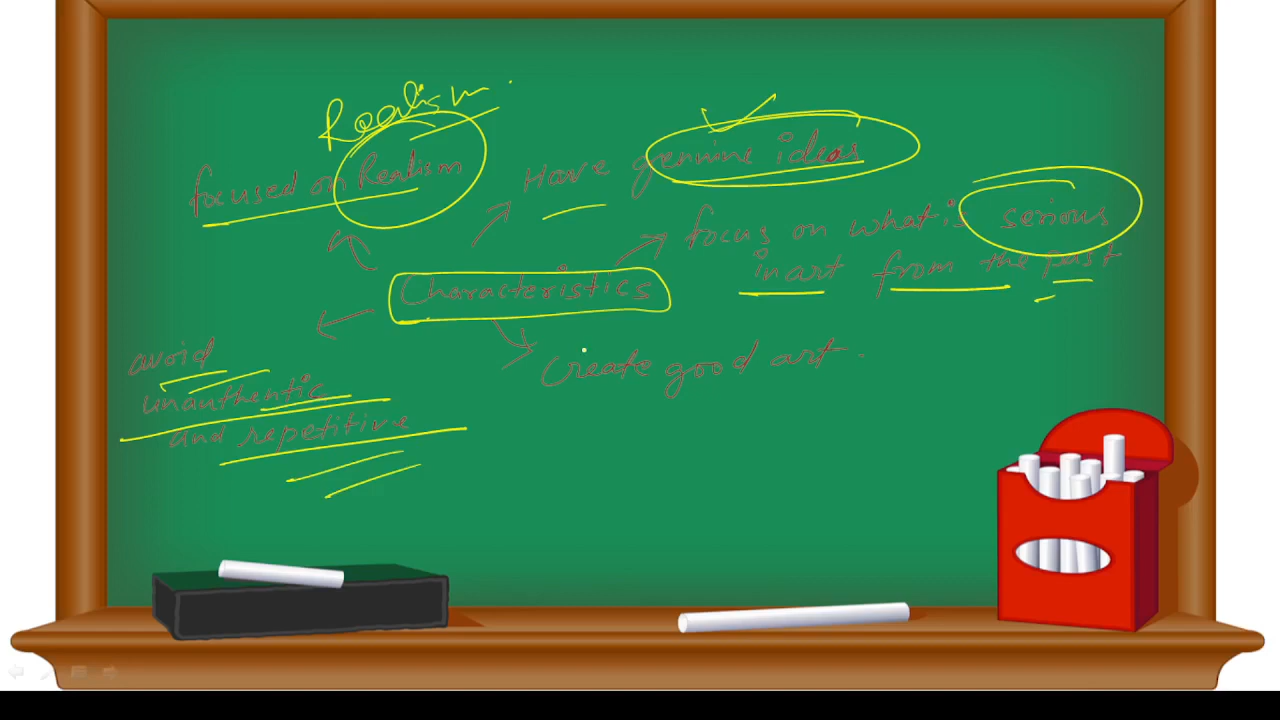 Realism
focused on Realism
Have genuine ideas
focus on what is serious
in art from the past
Characteristics
avoid
unauthentic
and repetitive
Create good art.